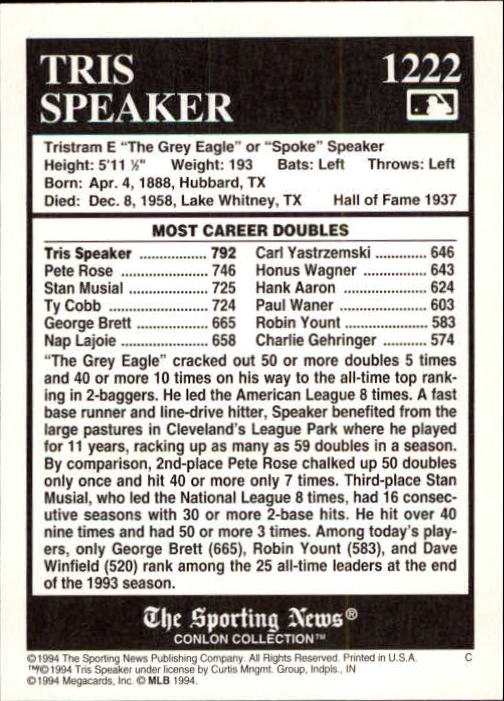 TRIS
SPEAKER
1222
Tristram E "The Grey Eagle" or "Spoke" Speaker
Height: 5'11 ½" Weight: 193 Bats: Left Throws: Left
Born: Apr. 4, 1888, Hubbard, TX
Died: Dec. 8, 1958, Lake Whitney, TX Hall of Fame 1937
MOST CAREER DOUBLES
Tris Speaker .................. 792 Carl Yastrzemski ............. 646
Pete Rose ...................... 746 Honus Wagner ................ 643
Stan Musial .................... 725 Hank Aaron ..................... 624
Ty Cobb ......................... 724 Paul Waner ..................... 603
George Brett .................. 665 Robin Yount .................... 583
Nap Lajoie ..................... 658 Charlie Gehringer ........... 574
"The Grey Eagle" cracked out 50 or more doubles 5 times
and 40 or more 10 times on his way to the all-time top rank-
ing in 2-baggers. He led the American League 8 times. A fast
base runner and line-drive hitter, Speaker benefited from the
large pastures in Cleveland's League Park where he played
for 11 years, racking up as many as 59 doubles in a season.
By comparison, 2nd-place Pete Rose chalked up 50 doubles
only once and hit 40 or more only 7 times. Third-place Stan
Musial, who led the National League 8 times, had 16 consec-
utive seasons with 30 or more 2-base hits. He hit over 40
nine times and had 50 or more 3 times. Among today's play-
ers, only George Brett (665), Robin Yount (583), and Dave
Winfield (520) rank among the 25 all-time leaders at the end
of the 1993 season.
The Sporting News®
CONLON COLLECTION™
©1994 The Sporting News Publishing Company. All Rights Reserved. Printed in U.S.A. C
™/©1994 Tris Speaker under license by Curtis Mngmt. Group, Indpls., IN
©1994 Megacards, Inc. © MLB 1994.